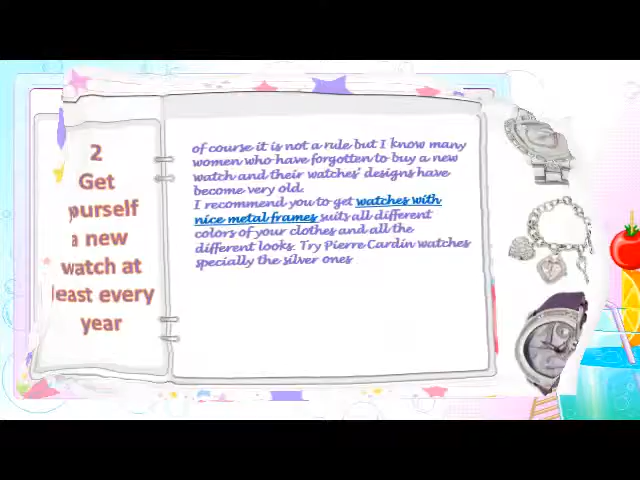 2
Get
yourself
a new
watch at
least every
year
of course it is not a rule but I know many
women who have forgotten to buy a new
watch and their watches' designs have
become very old.
I recommend you to get watches with
nice metal frames suits all different
colors of your clothes and all the
different looks. Try Pierre Cardin watches
specially the silver ones